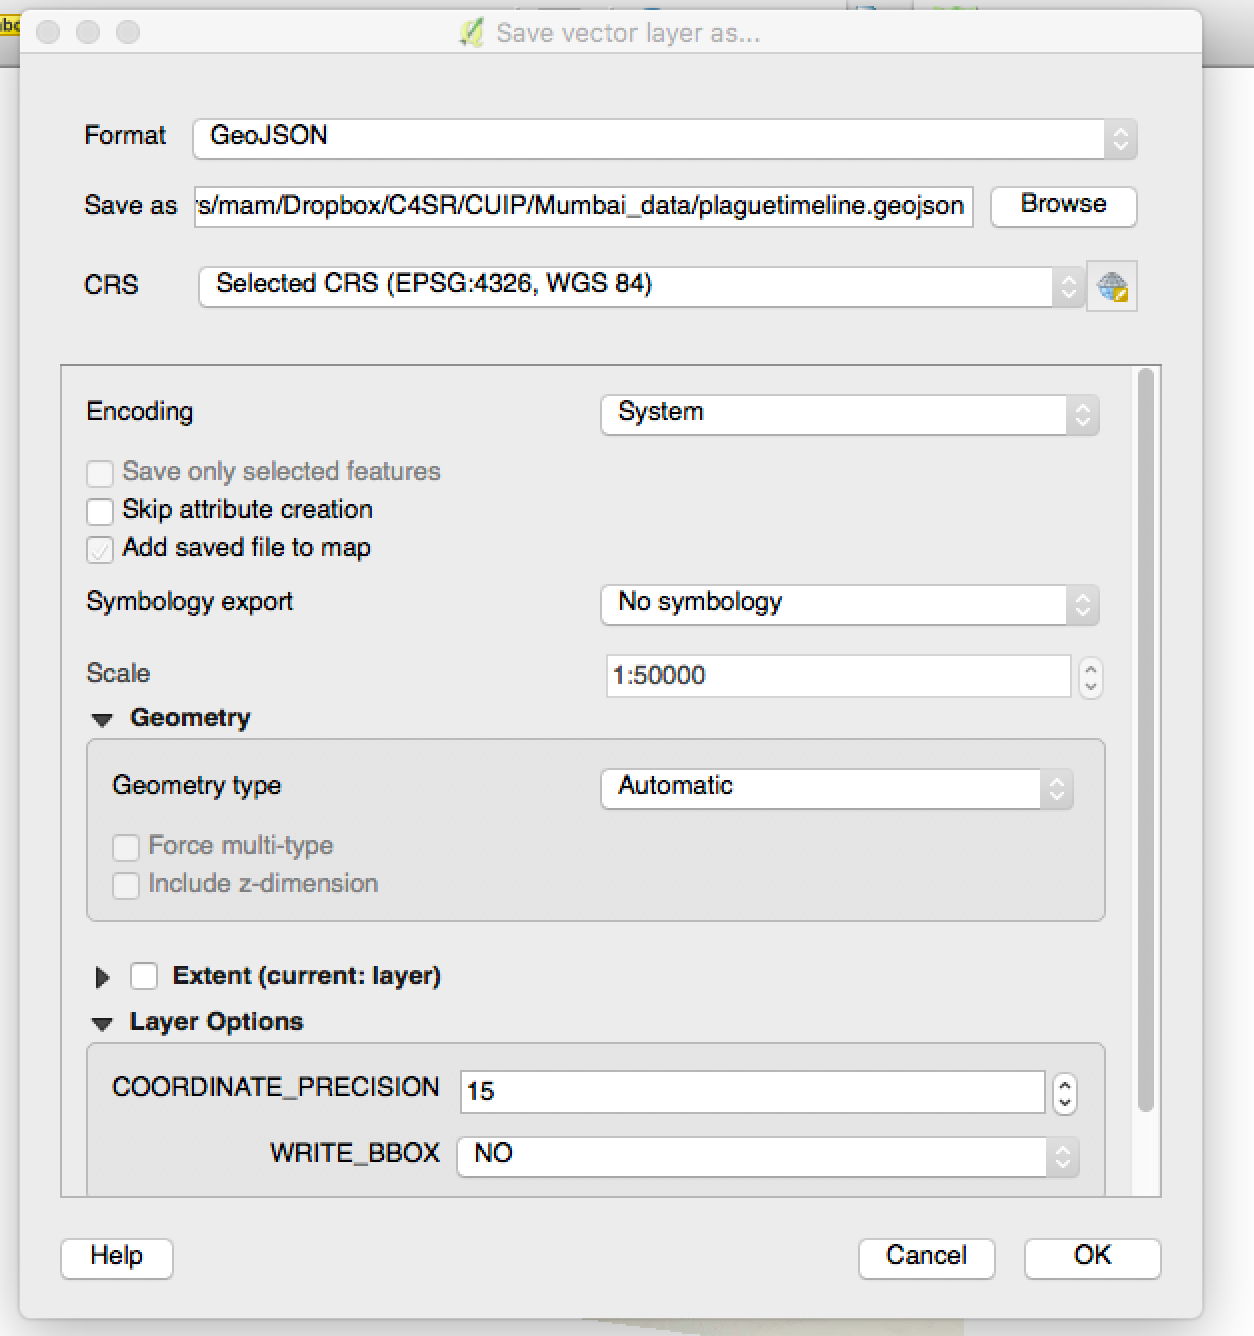 Save vector layer as...
Format GeoJSON
Save as s/mam/Dropbox/C4SR/CUIP/Mumbai_data/plaguetimeline.geojson Browse
CRS Selected CRS (EPSG:4326, WGS 84)
Encoding System
Save only selected features
Skip attribute creation
Add saved file to map
Symbology export No symbology
Scale 1:50000
Geometry
Geometry type Automatic
Force multi-type
Include z-dimension
Extent (current: layer)
Layer Options
COORDINATE_PRECISION 15
WRITE_BBOX NO
Help Cancel OK